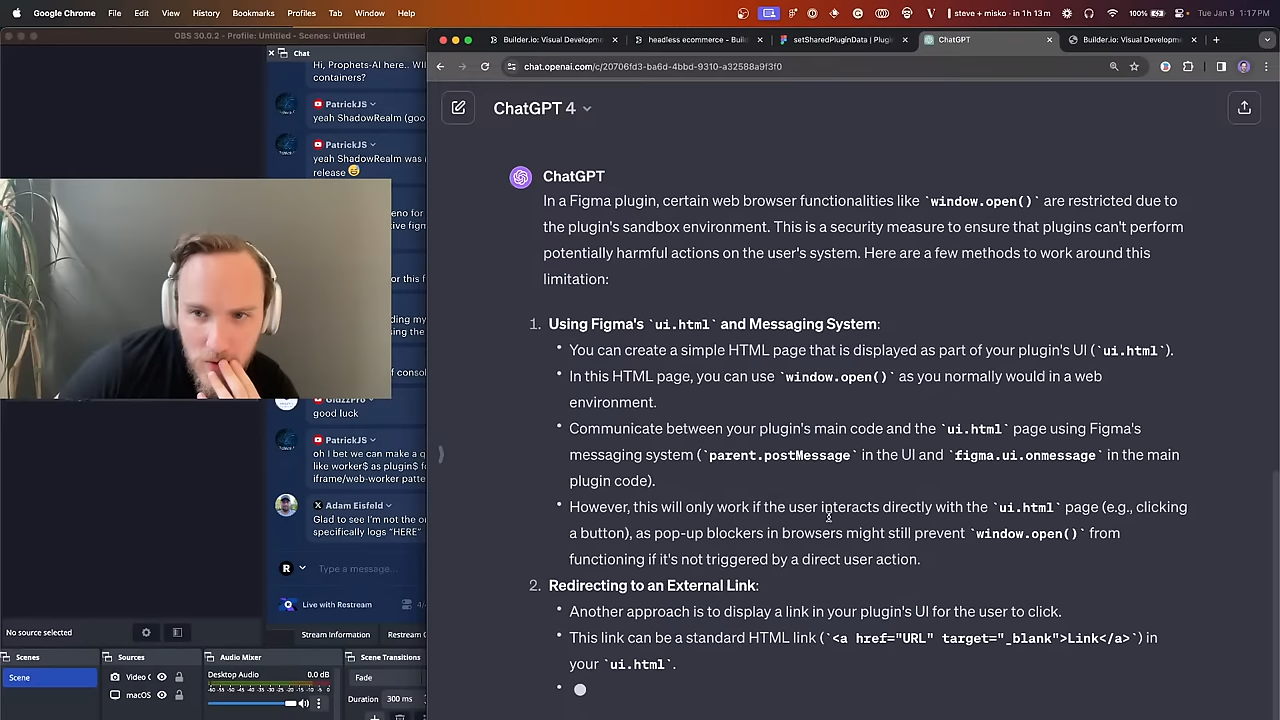 Google Chrome File Edit View History Bookmarks Profiles Tab Window Help
steve + misko · in 1 h 13 m 100% Tue Jan 9 1:17 PM
OBS 30.0.2 - Profile: Untitled - Scenes: Untitled
Chat
containers?
PatrickJS
yeah ShadowRealm (goo
PatrickJS
yeah ShadowRealm was
release
eno for
ive figm
for this f
ding my
sing the
f consol
good luck
PatrickJS
oh I bet we can make a q
like worker$ as plugin$ f
iframe/web-worker patte
Adam Eisfeld
Glad to see I'm not the o
specifically logs "HERE"
Type a message...
Live with Restream
Stream Information Restream C
No source selected
Scenes Sources Audio Mixer Scene Transitions
Scene
Video C
macOS
Desktop Audio 0.0 dB
Fade
Duration 300 ms
Builder.io: Visual Developm headless ecommerce - Buil setSharedPluginData | Plugi ChatGPT Builder.io: Visual Developm
chat.openai.com/c/20706fd3-ba6d-4bbd-9310-a32588a9f3f0
ChatGPT 4
ChatGPT
In a Figma plugin, certain web browser functionalities like `window.open()` are restricted due to
the plugin's sandbox environment. This is a security measure to ensure that plugins can't perform
potentially harmful actions on the user's system. Here are a few methods to work around this
limitation:
1. Using Figma's `ui.html` and Messaging System:
• You can create a simple HTML page that is displayed as part of your plugin's UI (`ui.html`).
• In this HTML page, you can use `window.open()` as you normally would in a web
environment.
• Communicate between your plugin's main code and the `ui.html` page using Figma's
messaging system (`parent.postMessage` in the UI and `figma.ui.onmessage` in the main
plugin code).
• However, this will only work if the user interacts directly with the `ui.html` page (e.g., clicking
a button), as pop-up blockers in browsers might still prevent `window.open()` from
functioning if it's not triggered by a direct user action.
2. Redirecting to an External Link:
• Another approach is to display a link in your plugin's UI for the user to click.
• This link can be a standard HTML link (`<a href="URL" target="_blank">Link</a>`) in
your `ui.html`.